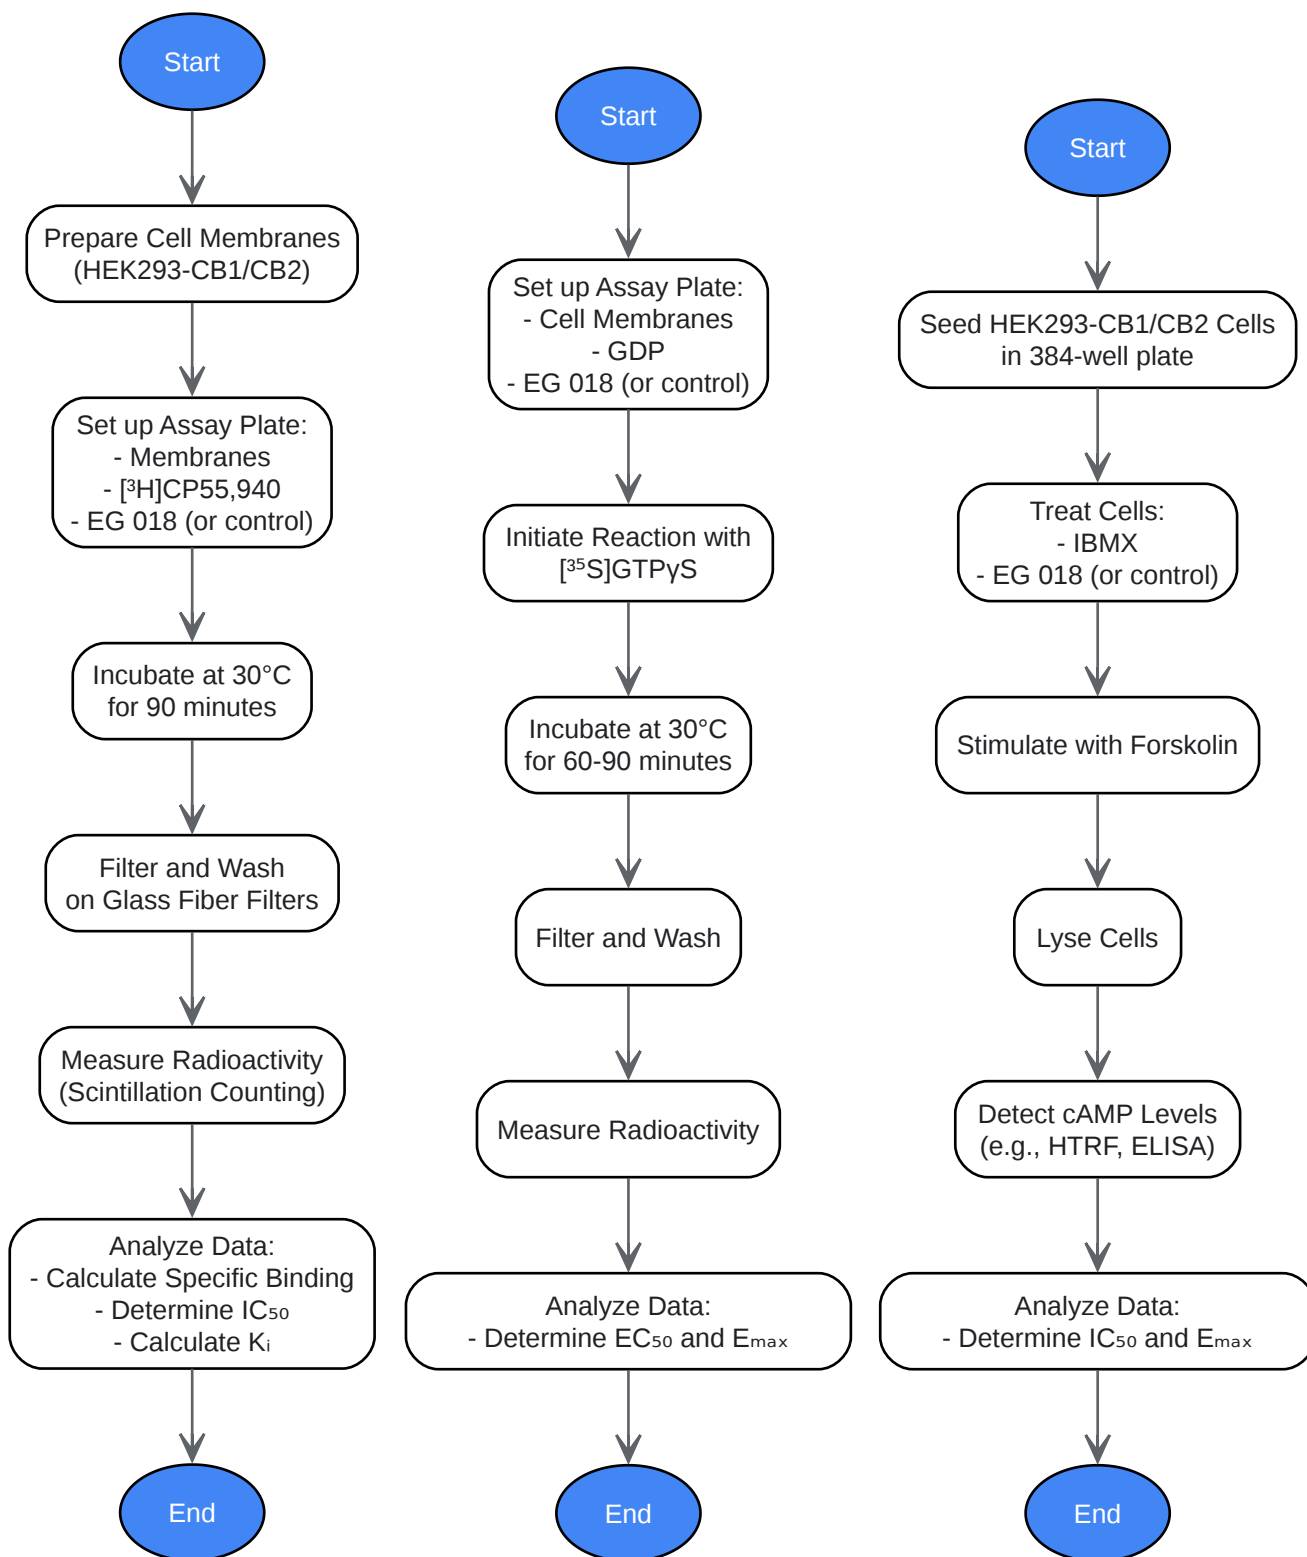 Start
Prepare Cell Membranes
(HEK293-CB1/CB2)
Set up Assay Plate:
- Membranes
- [³H]CP55,940
- EG 018 (or control)
Incubate at 30°C
for 90 minutes
Filter and Wash
on Glass Fiber Filters
Measure Radioactivity
(Scintillation Counting)
Analyze Data:
- Calculate Specific Binding
- Determine IC₅₀
- Calculate Kᵢ
End
Start
Set up Assay Plate:
- Cell Membranes
- GDP
- EG 018 (or control)
Initiate Reaction with
[³⁵S]GTPγS
Incubate at 30°C
for 60-90 minutes
Filter and Wash
Measure Radioactivity
Analyze Data:
- Determine EC₅₀ and Eₘₐₓ
End
Start
Seed HEK293-CB1/CB2 Cells
in 384-well plate
Treat Cells:
- IBMX
- EG 018 (or control)
Stimulate with Forskolin
Lyse Cells
Detect cAMP Levels
(e.g., HTRF, ELISA)
Analyze Data:
- Determine IC₅₀ and Eₘₐₓ
End